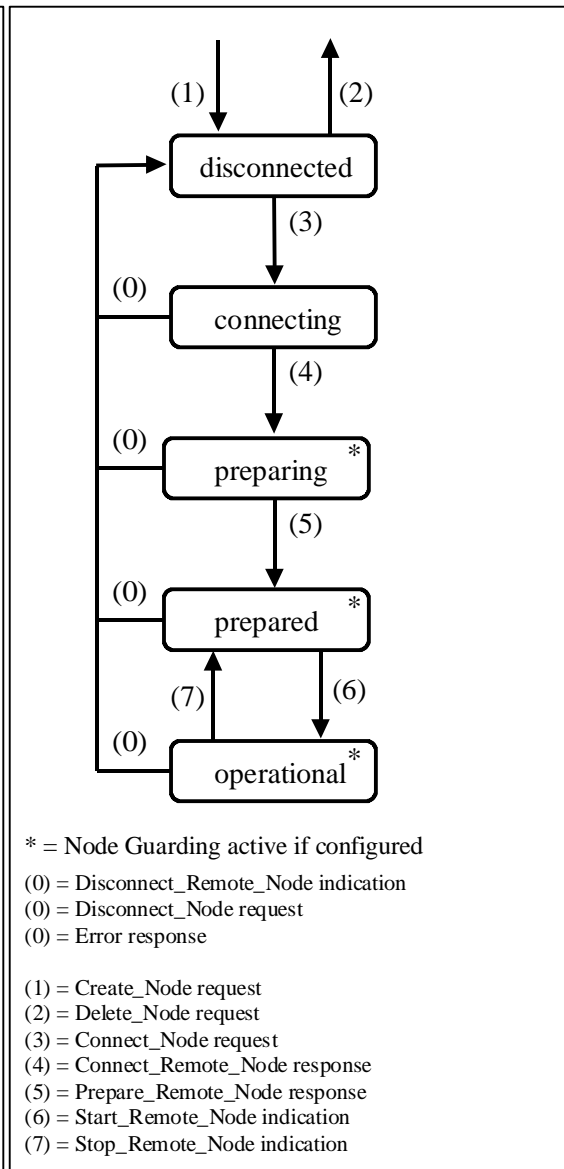 (1)
(2)
disconnected
(3)
(0)
connecting
(4)
(0)
preparing *
(5)
(0)
prepared *
(7)
(6)
(0)
operational *
* = Node Guarding active if configured
(0) = Disconnect_Remote_Node indication
(0) = Disconnect_Node request
(0) = Error response
(1) = Create_Node request
(2) = Delete_Node request
(3) = Connect_Node request
(4) = Connect_Remote_Node response
(5) = Prepare_Remote_Node response
(6) = Start_Remote_Node indication
(7) = Stop_Remote_Node indication